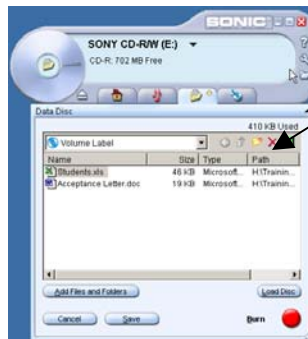 SONIC
SONY CD-R/W (E:)
CD-R: 702 MB Free
Data Disc
410 KB Used
Volume Label
Name Size Type Path
Students.xls 46 KB Microsoft... H:\Trainin...
Acceptance Letter.doc 19 KB Microsoft... H:\Trainin...
Add Files and Folders Load Disc
Cancel Save Burn